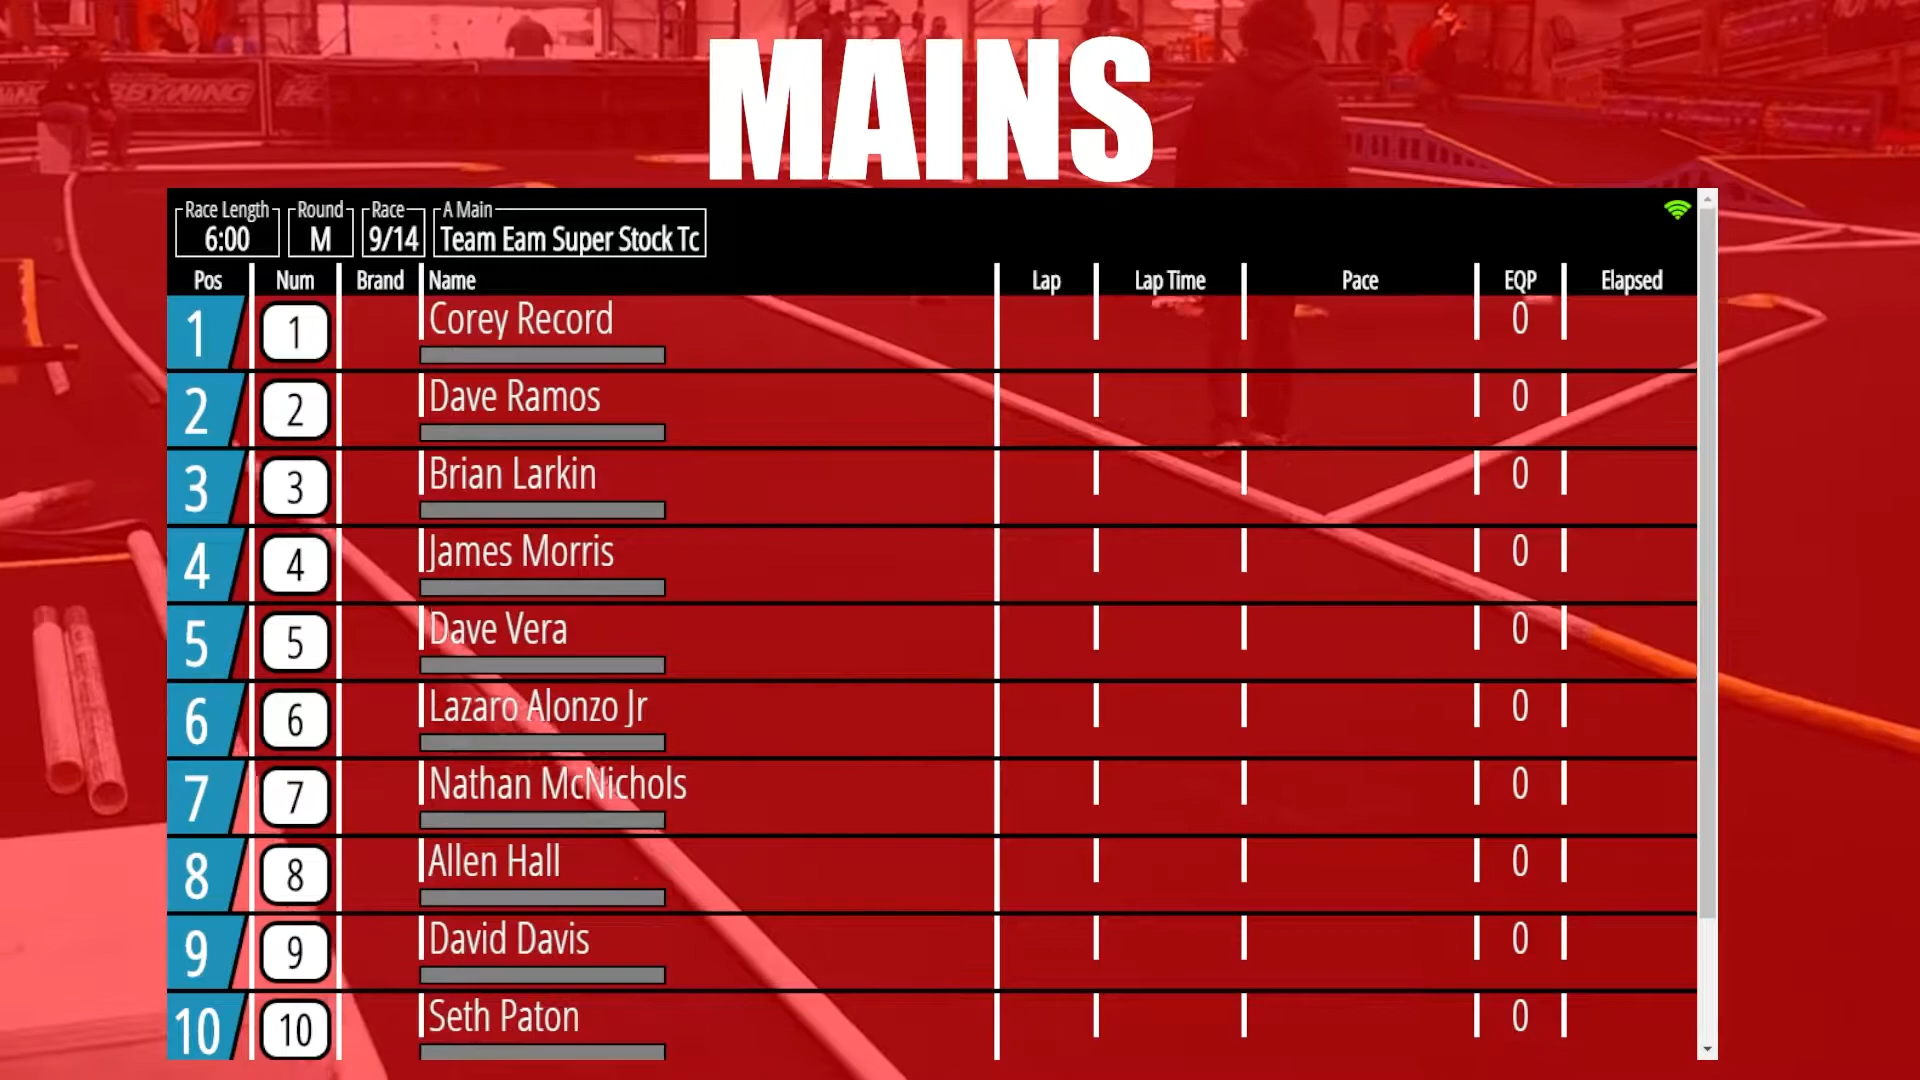 MAINS
Race Length Round Race A Main
6:00 M 9/14 Team Eam Super Stock Tc
Pos Num Brand Name Lap Lap Time Pace EQP Elapsed
1 1 Corey Record 0
2 2 Dave Ramos 0
3 3 Brian Larkin 0
4 4 James Morris 0
5 5 Dave Vera 0
6 6 Lazaro Alonzo Jr 0
7 7 Nathan McNichols 0
8 8 Allen Hall 0
9 9 David Davis 0
10 10 Seth Paton 0